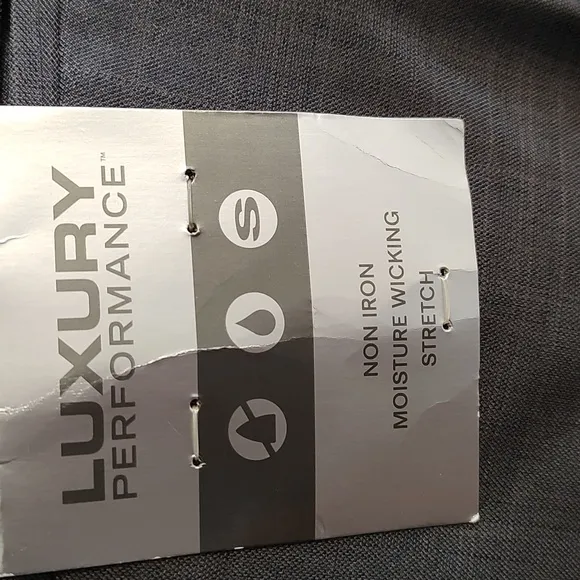 LUXURY
PERFORMANCE™
S
NON IRON
MOISTURE WICKING
STRETCH